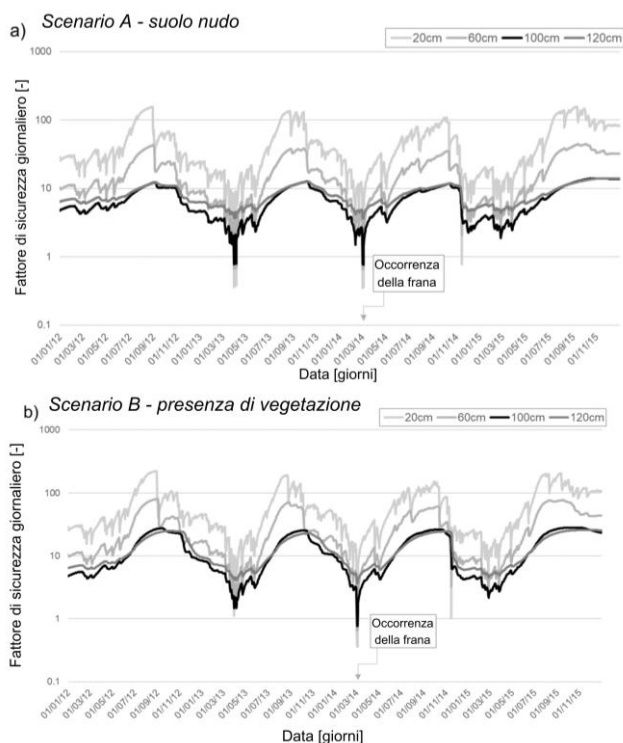 a) Scenario A - suolo nudo
20cm 60cm 100cm 120cm
Fattore di sicurezza giornaliero [-]
1000
100
10
1
0.1
Occorrenza
della frana
01/01/12 01/03/12 01/05/12 01/07/12 01/09/12 01/11/12 01/01/13 01/03/13 01/05/13 01/07/13 01/09/13 01/11/13 01/01/14 01/03/14 01/05/14 01/07/14 01/09/14 01/11/14 01/01/15 01/03/15 01/05/15 01/07/15 01/09/15 01/11/15
Data [giorni]
b) Scenario B - presenza di vegetazione
20cm 60cm 100cm 120cm
Fattore di sicurezza giornaliero [-]
1000
100
10
1
0.1
Occorrenza
della frana
01/01/12 01/03/12 01/05/12 01/07/12 01/09/12 01/11/12 01/01/13 01/03/13 01/05/13 01/07/13 01/09/13 01/11/13 01/01/14 01/03/14 01/05/14 01/07/14 01/09/14 01/11/14 01/01/15 01/03/15 01/05/15 01/07/15 01/09/15 01/11/15
Data [giorni]